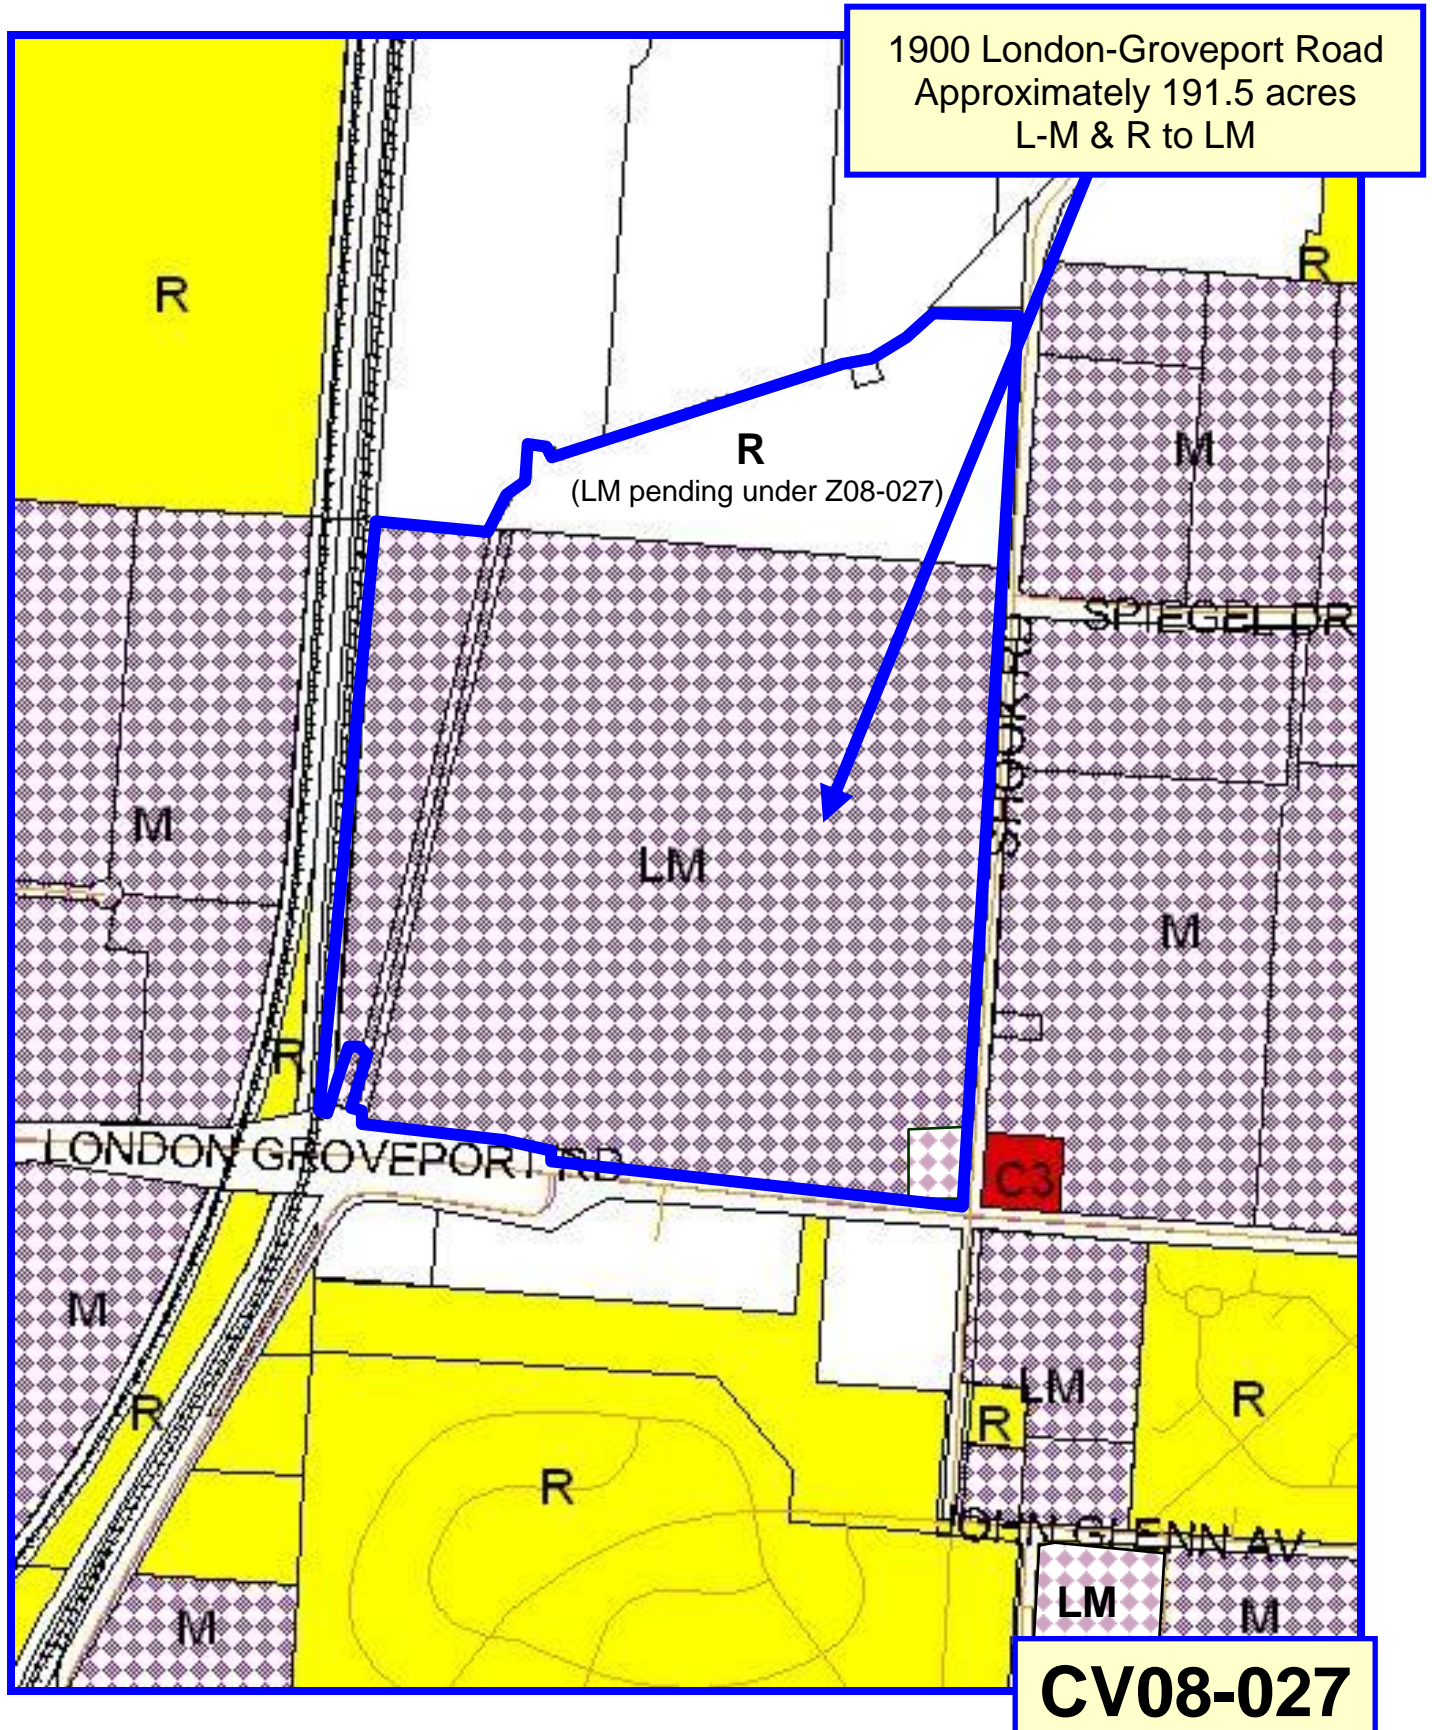 1900 London-Groveport Road
Approximately 191.5 acres
L-M & R to LM
R
R
R
(LM pending under Z08-027)
M
SPIEGEL DR
SHOOK RD
M
LM
M
R
LONDON GROVEPORT RD
C3
M
R
LM
R
R
R
JOHN GLENN AV
LM
M
M
CV08-027